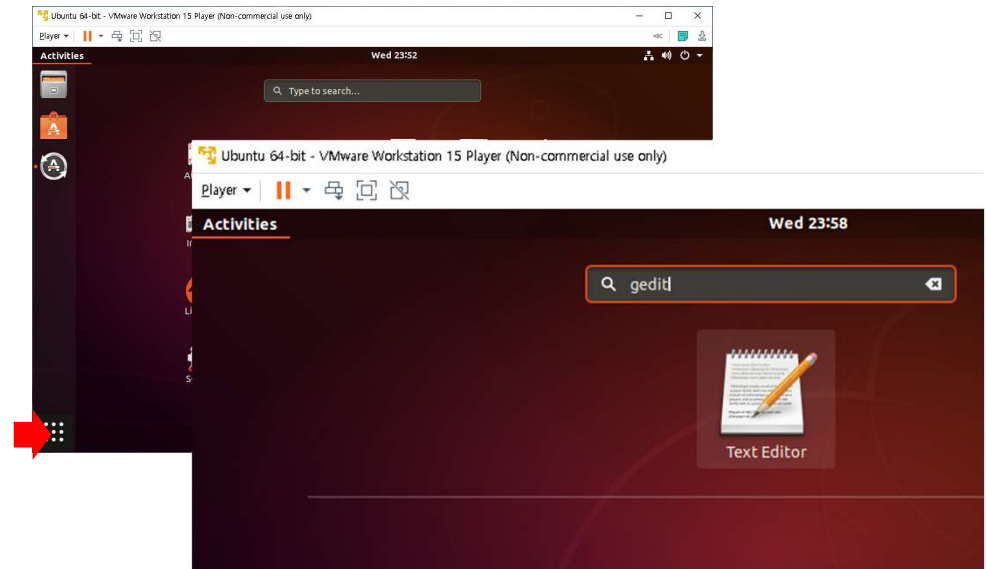 Ubuntu 64-bit - VMware Workstation 15 Player (Non-commercial use only)
Player
Activities
Wed 23:52
Type to search...
Ubuntu 64-bit - VMware Workstation 15 Player (Non-commercial use only)
Player
Activities
Wed 23:58
gedit
Text Editor